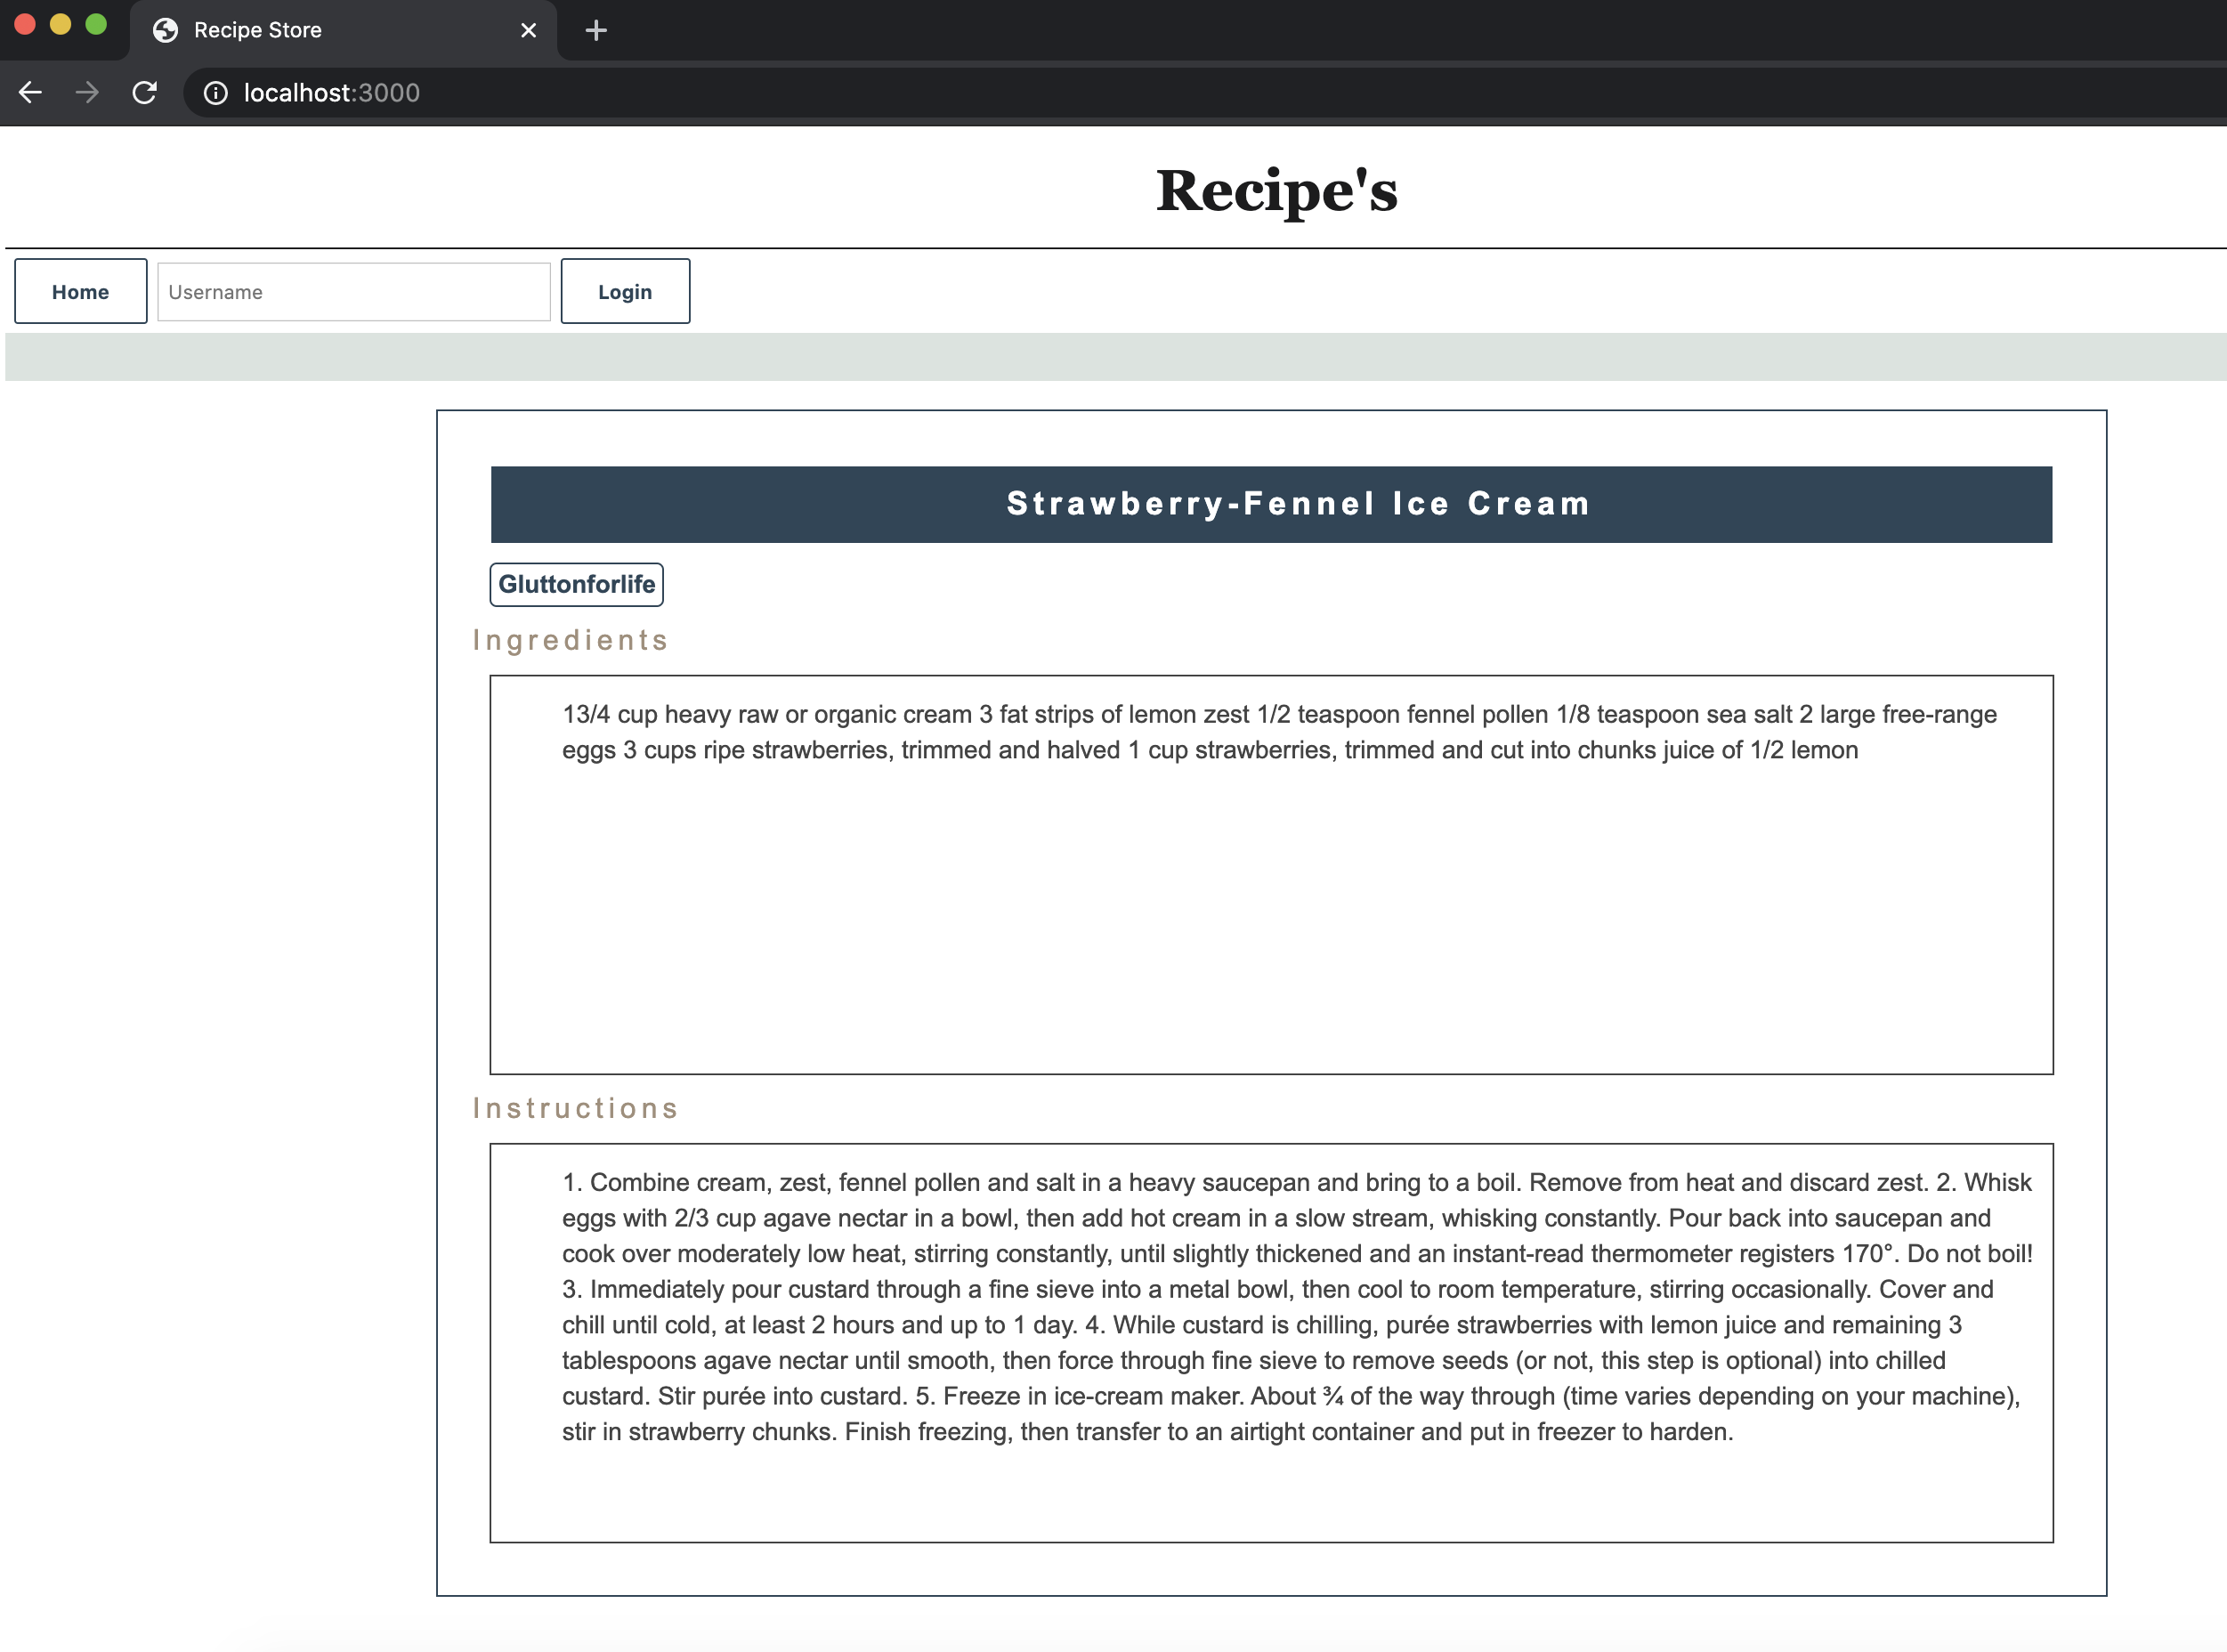 Recipe Store
localhost:3000
Recipe's
Home
Username
Login
Strawberry-Fennel Ice Cream
Gluttonforlife
Ingredients
13/4 cup heavy raw or organic cream 3 fat strips of lemon zest 1/2 teaspoon fennel pollen 1/8 teaspoon sea salt 2 large free-range
eggs 3 cups ripe strawberries, trimmed and halved 1 cup strawberries, trimmed and cut into chunks juice of 1/2 lemon
Instructions
1. Combine cream, zest, fennel pollen and salt in a heavy saucepan and bring to a boil. Remove from heat and discard zest. 2. Whisk
eggs with 2/3 cup agave nectar in a bowl, then add hot cream in a slow stream, whisking constantly. Pour back into saucepan and
cook over moderately low heat, stirring constantly, until slightly thickened and an instant-read thermometer registers 170°. Do not boil!
3. Immediately pour custard through a fine sieve into a metal bowl, then cool to room temperature, stirring occasionally. Cover and
chill until cold, at least 2 hours and up to 1 day. 4. While custard is chilling, purée strawberries with lemon juice and remaining 3
tablespoons agave nectar until smooth, then force through fine sieve to remove seeds (or not, this step is optional) into chilled
custard. Stir purée into custard. 5. Freeze in ice-cream maker. About ¾ of the way through (time varies depending on your machine),
stir in strawberry chunks. Finish freezing, then transfer to an airtight container and put in freezer to harden.